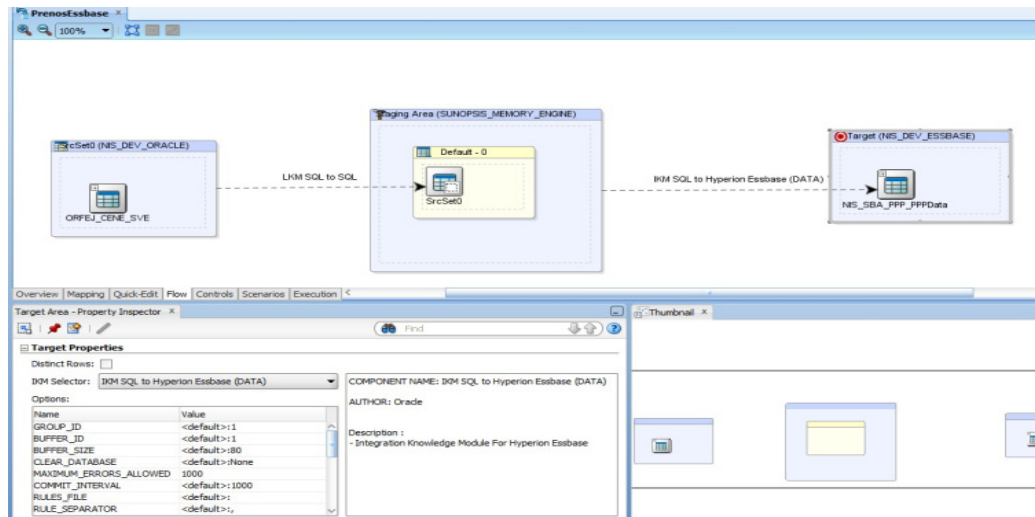 PrenosEssbase
100%
SrcSet0 (NIS_DEV_ORACLE)
ORFEJ_CENE_SVE
LKM SQL to SQL
Staging Area (SUNOPSIS_MEMORY_ENGINE)
Default - 0
SrcSet0
IKM SQL to Hyperion Essbase (DATA)
Target (NIS_DEV_ESSBASE)
NIS_SBA_PPP_PPPData
Overview Mapping Quick-Edit Flow Controls Scenarios Execution
Target Area - Property Inspector
Find
Target Properties
Distinct Rows:
IKM Selector: IKM SQL to Hyperion Essbase (DATA)
Options:
Name Value
GROUP_ID <default>:1
BUFFER_ID <default>:1
BUFFER_SIZE <default>:80
CLEAR_DATABASE <default>:None
MAXIMUM_ERRORS_ALLOWED 1000
COMMIT_INTERVAL <default>:1000
RULES_FILE <default>:
RULE_SEPARATOR <default>:,
COMPONENT NAME: IKM SQL to Hyperion Essbase (DATA)
AUTHOR: Oracle
Description :
- Integration Knowledge Module For Hyperion Essbase
Thumbnail